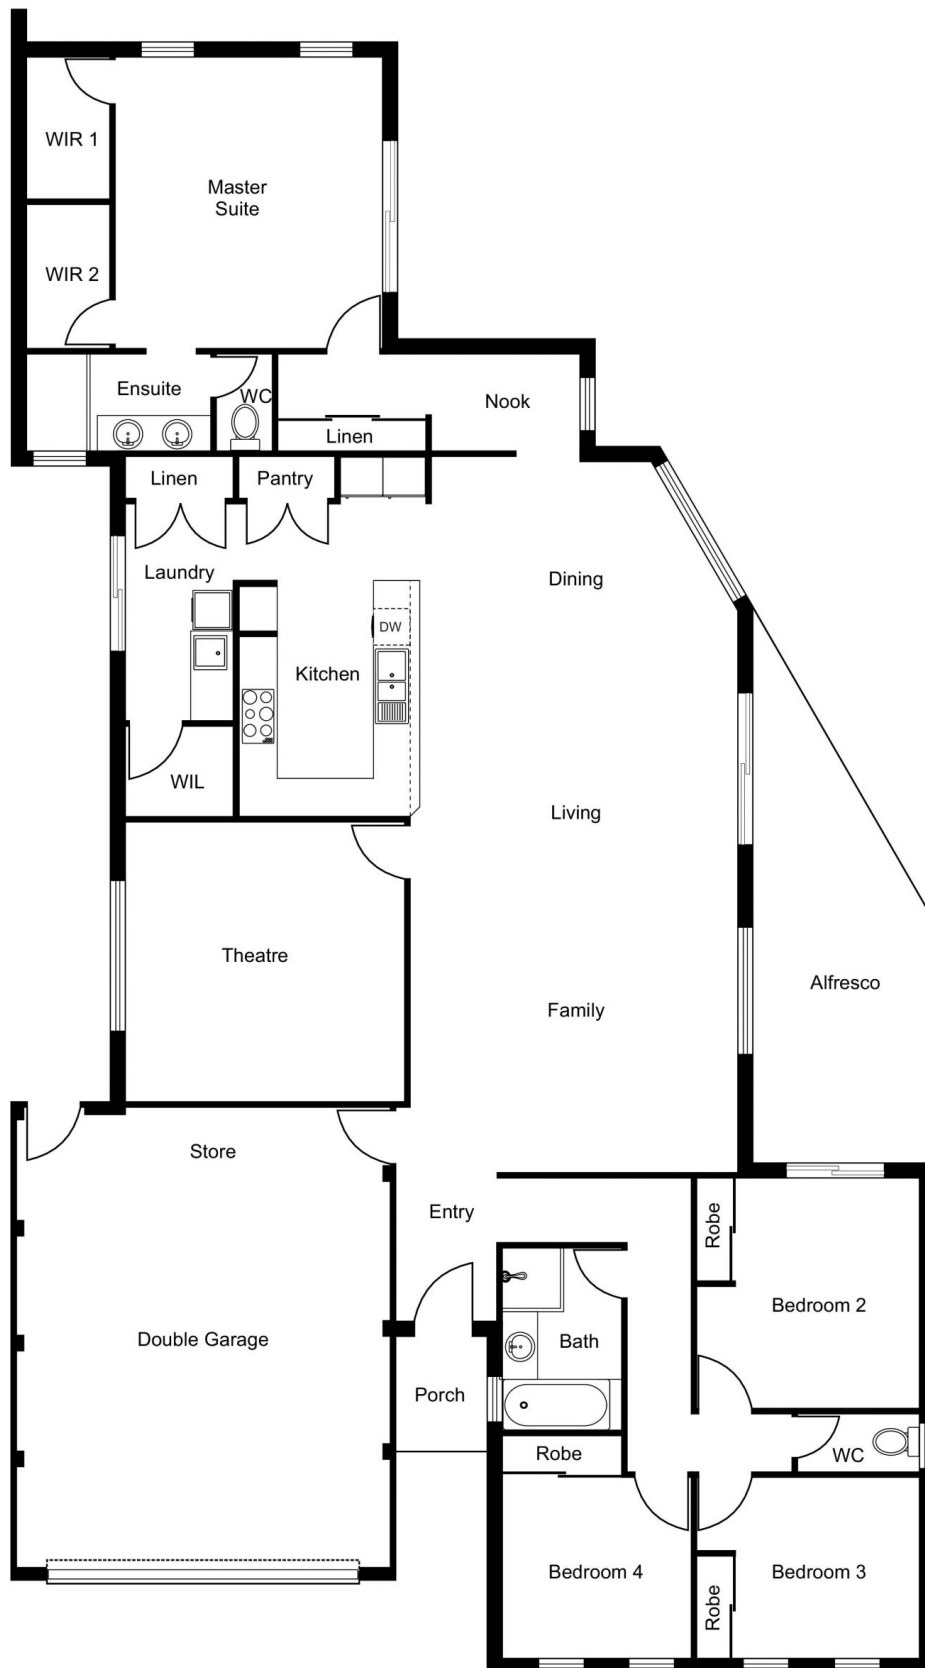 WIR 1
Master
Suite
WIR 2
Ensuite
WC
Nook
Linen
Linen
Pantry
Laundry
Dining
DW
Kitchen
WIL
Living
Theatre
Alfresco
Family
Store
Entry
Robe
Bedroom 2
Double Garage
Bath
Porch
Robe
WC
Bedroom 4
Bedroom 3
Robe